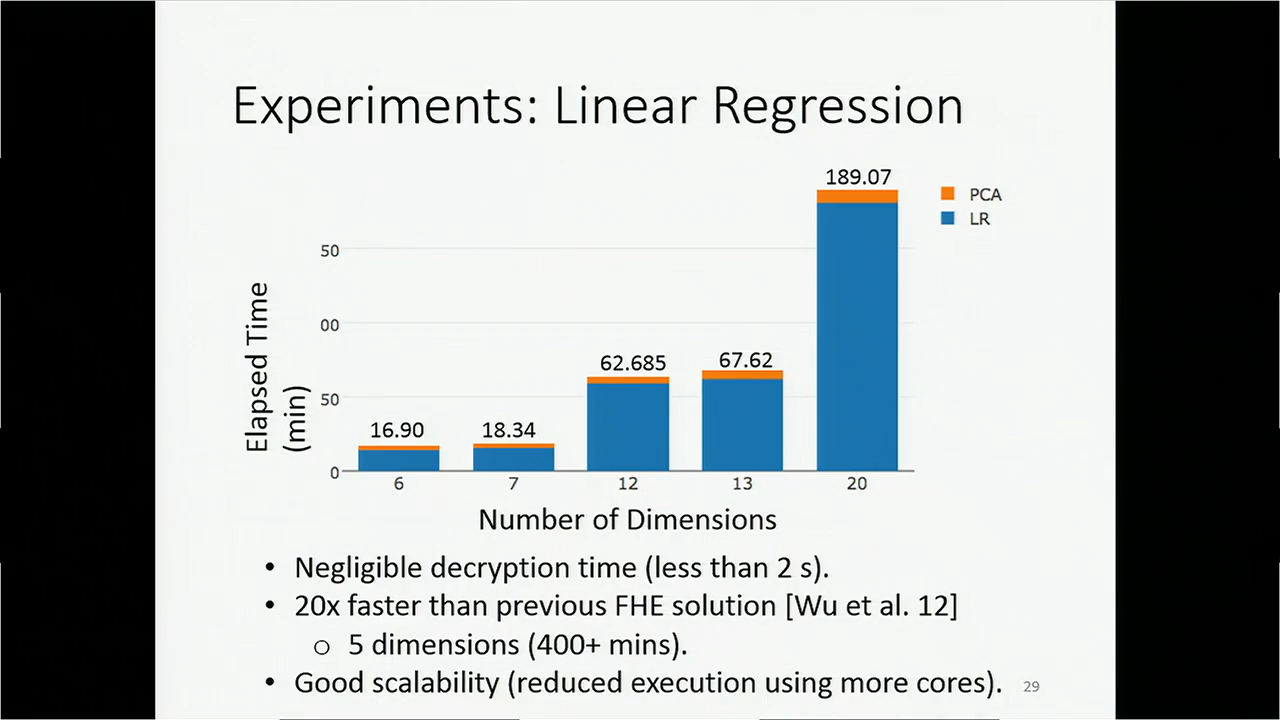 Experiments: Linear Regression
189.07
PCA
LR
50
00
62.685
67.62
50
16.90
18.34
0
Elapsed Time
(min)
6 7 12 13 20
Number of Dimensions
• Negligible decryption time (less than 2 s).
• 20x faster than previous FHE solution [Wu et al. 12]
o 5 dimensions (400+ mins).
• Good scalability (reduced execution using more cores).
29